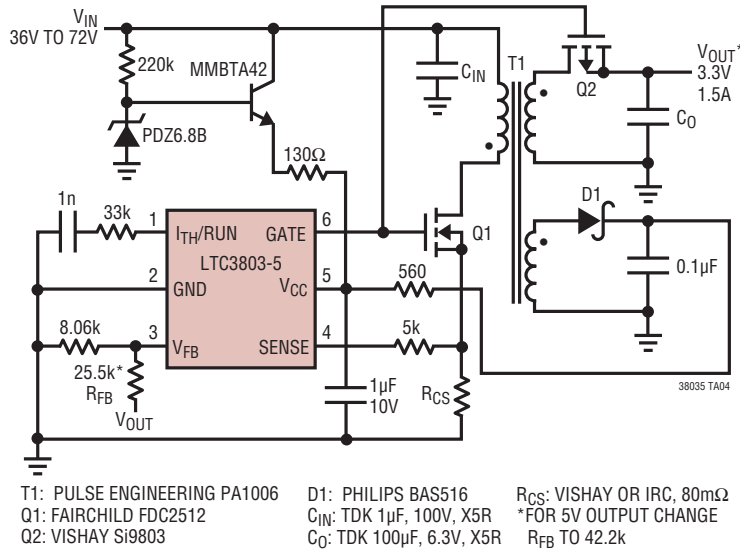 VIN
36V TO 72V
220k
MMBTA42
PDZ6.8B
130Ω
CIN
T1
Q2
VOUT*
3.3V
1.5A
CO
D1
0.1µF
1n
33k
1
ITH/RUN
GATE
6
Q1
LTC3803-5
2
GND
VCC
5
560
8.06k
3
VFB
SENSE
4
5k
25.5k*
RFB
VOUT
1µF
10V
RCS
38035 TA04
T1: PULSE ENGINEERING PA1006
Q1: FAIRCHILD FDC2512
Q2: VISHAY Si9803
D1: PHILIPS BAS516
CIN: TDK 1µF, 100V, X5R
CO: TDK 100µF, 6.3V, X5R
RCS: VISHAY OR IRC, 80mΩ
*FOR 5V OUTPUT CHANGE
RFB TO 42.2k